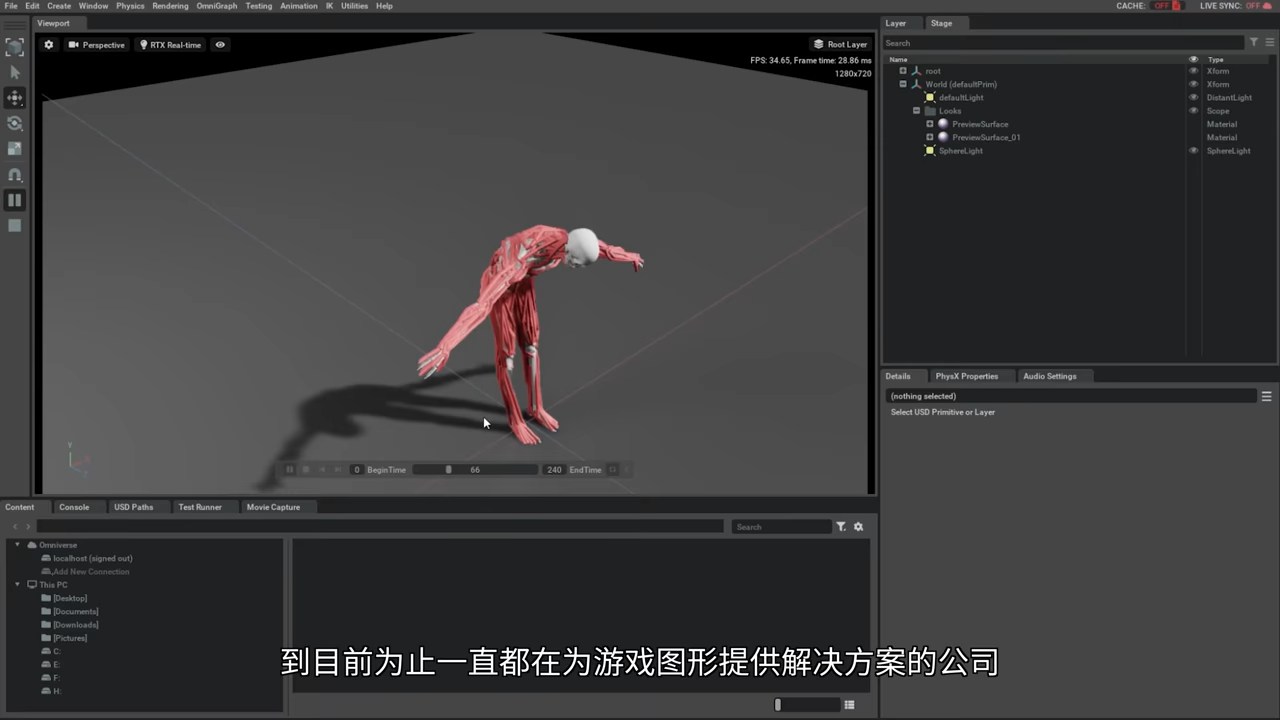 File Edit Create Window Physics Rendering OmniGraph Testing Animation IK Utilities Help
CACHE: OFF LIVE SYNC: OFF
Viewport
Perspective RTX Real-time
Root Layer
FPS: 34.65, Frame time: 28.86 ms
1280x720
Layer Stage
Search
Name Type
root Xform
World (defaultPrim) Xform
defaultLight DistantLight
Looks Scope
PreviewSurface Material
PreviewSurface_01 Material
SphereLight SphereLight
Y
0 BeginTime 66 240 EndTime
Details PhysX Properties Audio Settings
(nothing selected)
Select USD Primitive or Layer
Content Console USD Paths Test Runner Movie Capture
Search
Omniverse
localhost (signed out)
Add New Connection
This PC
[Desktop]
[Documents]
[Downloads]
[Pictures]
C:
E:
F:
H:
到目前为止一直都在为游戏图形提供解决方案的公司